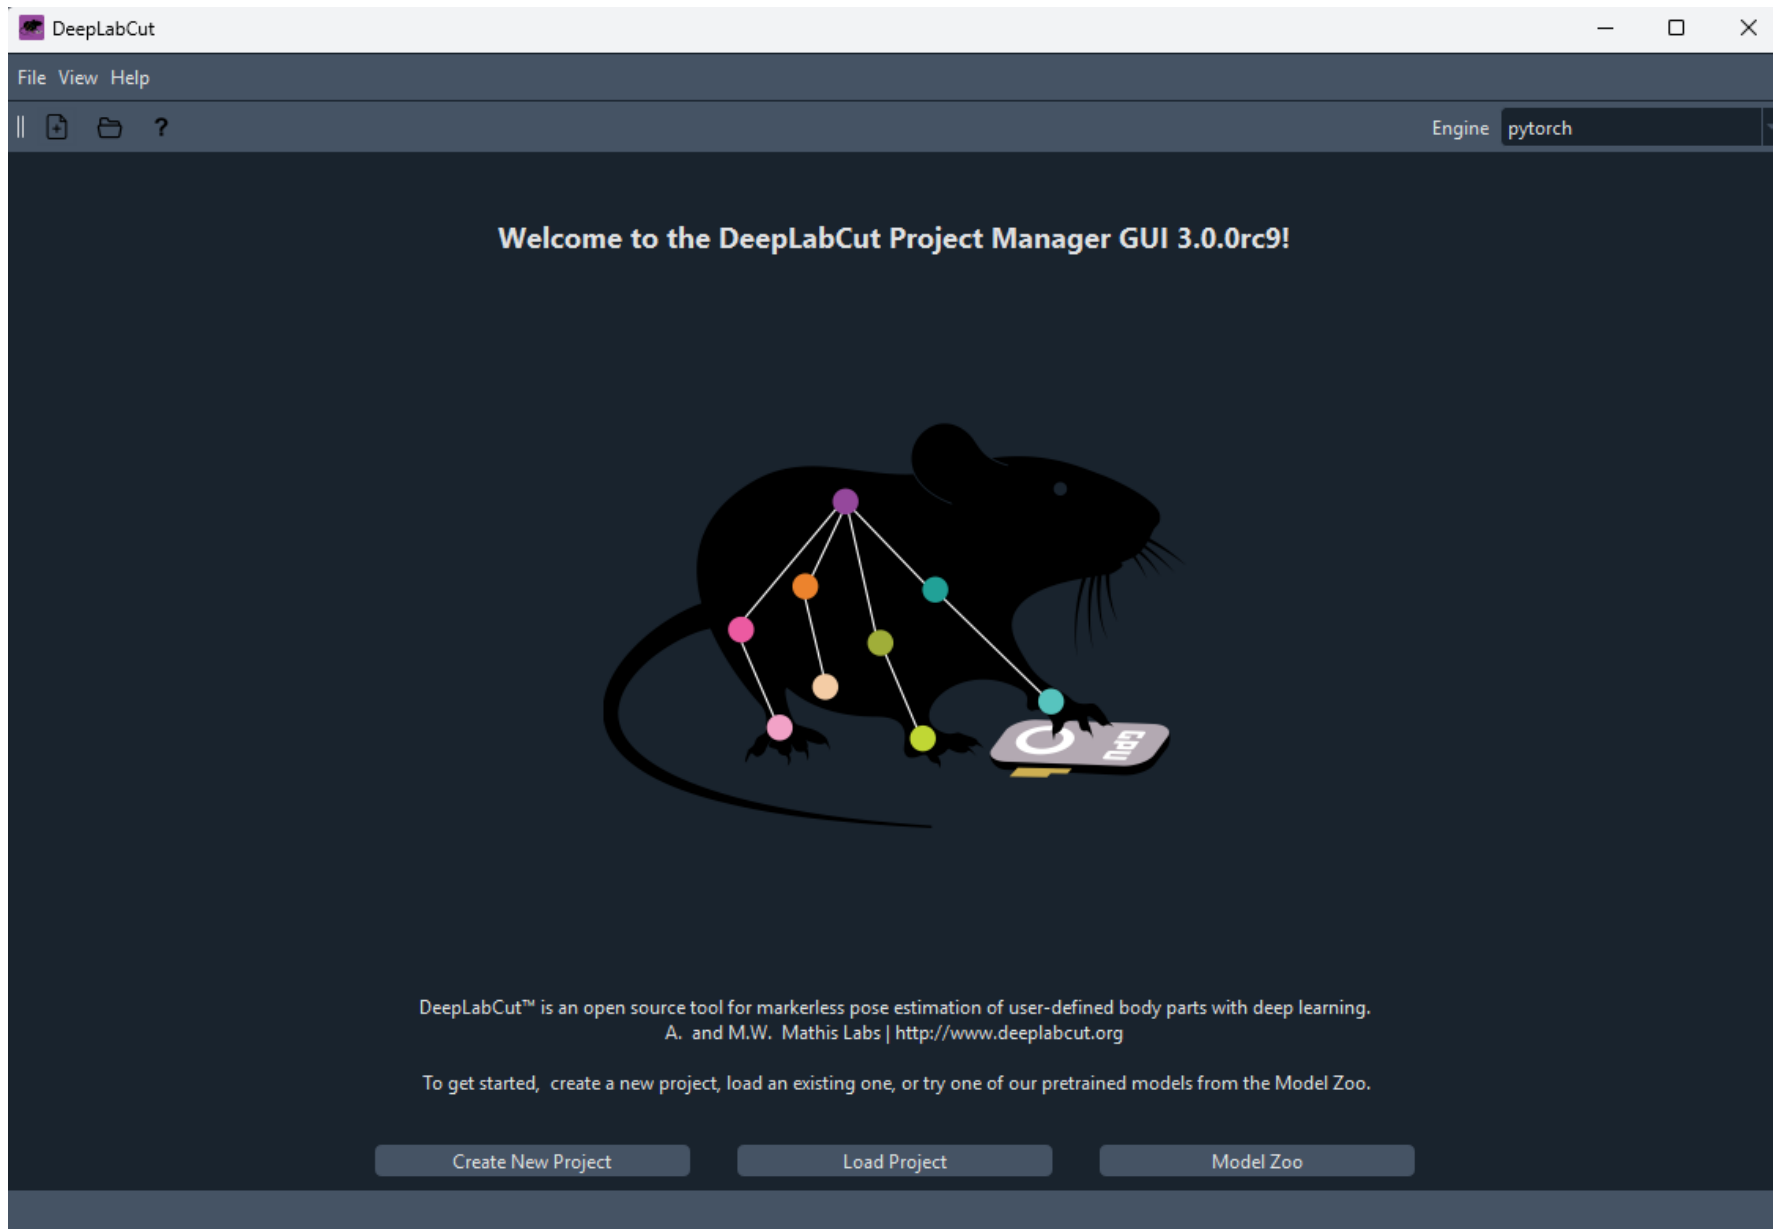 DeepLabCut
File View Help
? Engine pytorch
Welcome to the DeepLabCut Project Manager GUI 3.0.0rc9!
GPU
DeepLabCut™ is an open source tool for markerless pose estimation of user-defined body parts with deep learning.
A. and M.W. Mathis Labs | http://www.deeplabcut.org
To get started, create a new project, load an existing one, or try one of our pretrained models from the Model Zoo.
Create New Project Load Project Model Zoo